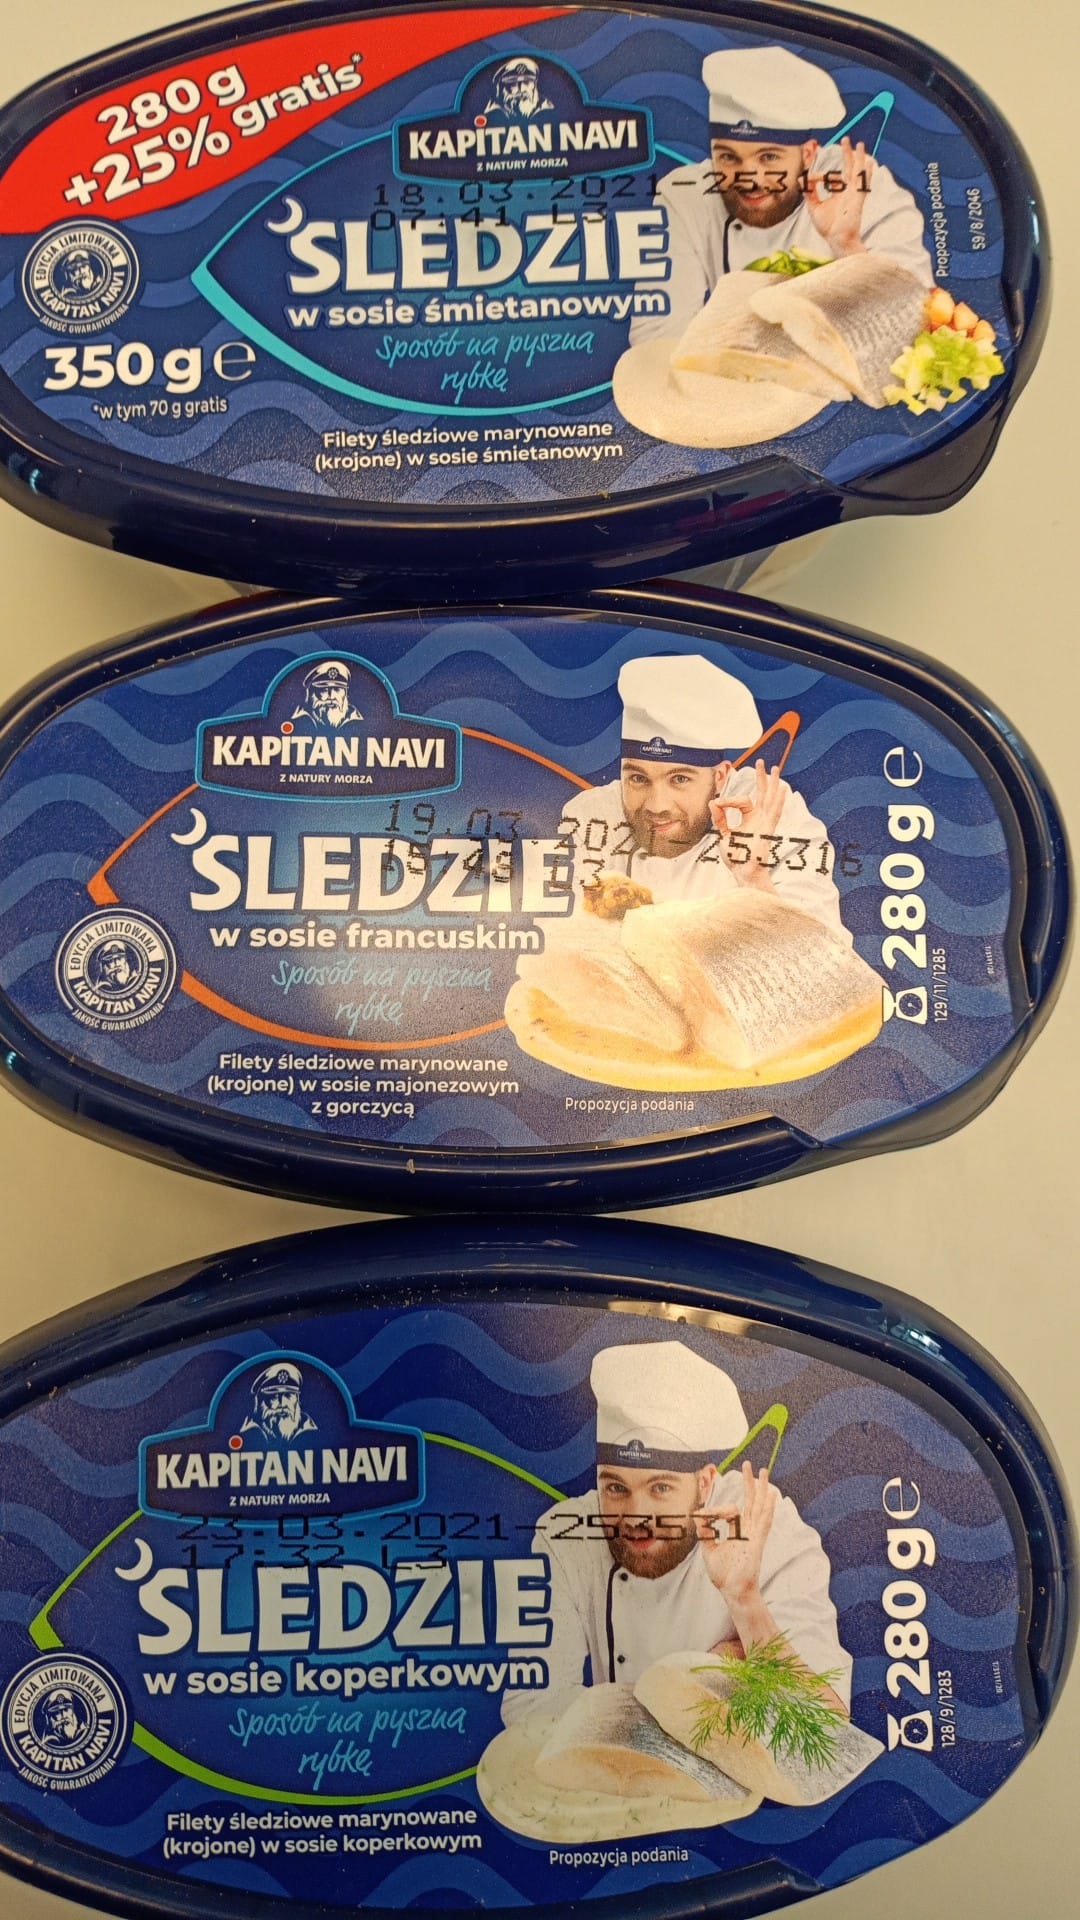 280 g
+25% gratis*
KAPITAN NAVI
Z NATURY MORZA
18.03.2021-253161
07:41 L3
ŚLEDZIE
w sosie śmietanowym
Sposób na pyszną
rybkę
EDYCJA LIMITOWANA
KAPITAN NAVI
JAKOŚĆ GWARANTOWANA
350 g e
*w tym 70 g gratis
Filety śledziowe marynowane
(krojone) w sosie śmietanowym
Propozycja podania
59/8/2046
KAPITAN NAVI
Z NATURY MORZA
19.03.2021-253316
L3
ŚLEDZIE
w sosie francuskim
Sposób na pyszną
rybkę
EDYCJA LIMITOWANA
KAPITAN NAVI
JAKOŚĆ GWARANTOWANA
Filety śledziowe marynowane
(krojone) w sosie majonezowym
z gorczycą
Propozycja podania
280 g e
129/11/1285
KAPITAN NAVI
Z NATURY MORZA
23.03.2021-253531
17:32 L3
ŚLEDZIE
w sosie koperkowym
Sposób na pyszną
rybkę
EDYCJA LIMITOWANA
KAPITAN NAVI
JAKOŚĆ GWARANTOWANA
Filety śledziowe marynowane
(krojone) w sosie koperkowym
Propozycja podania
280 g e
128/9/1283